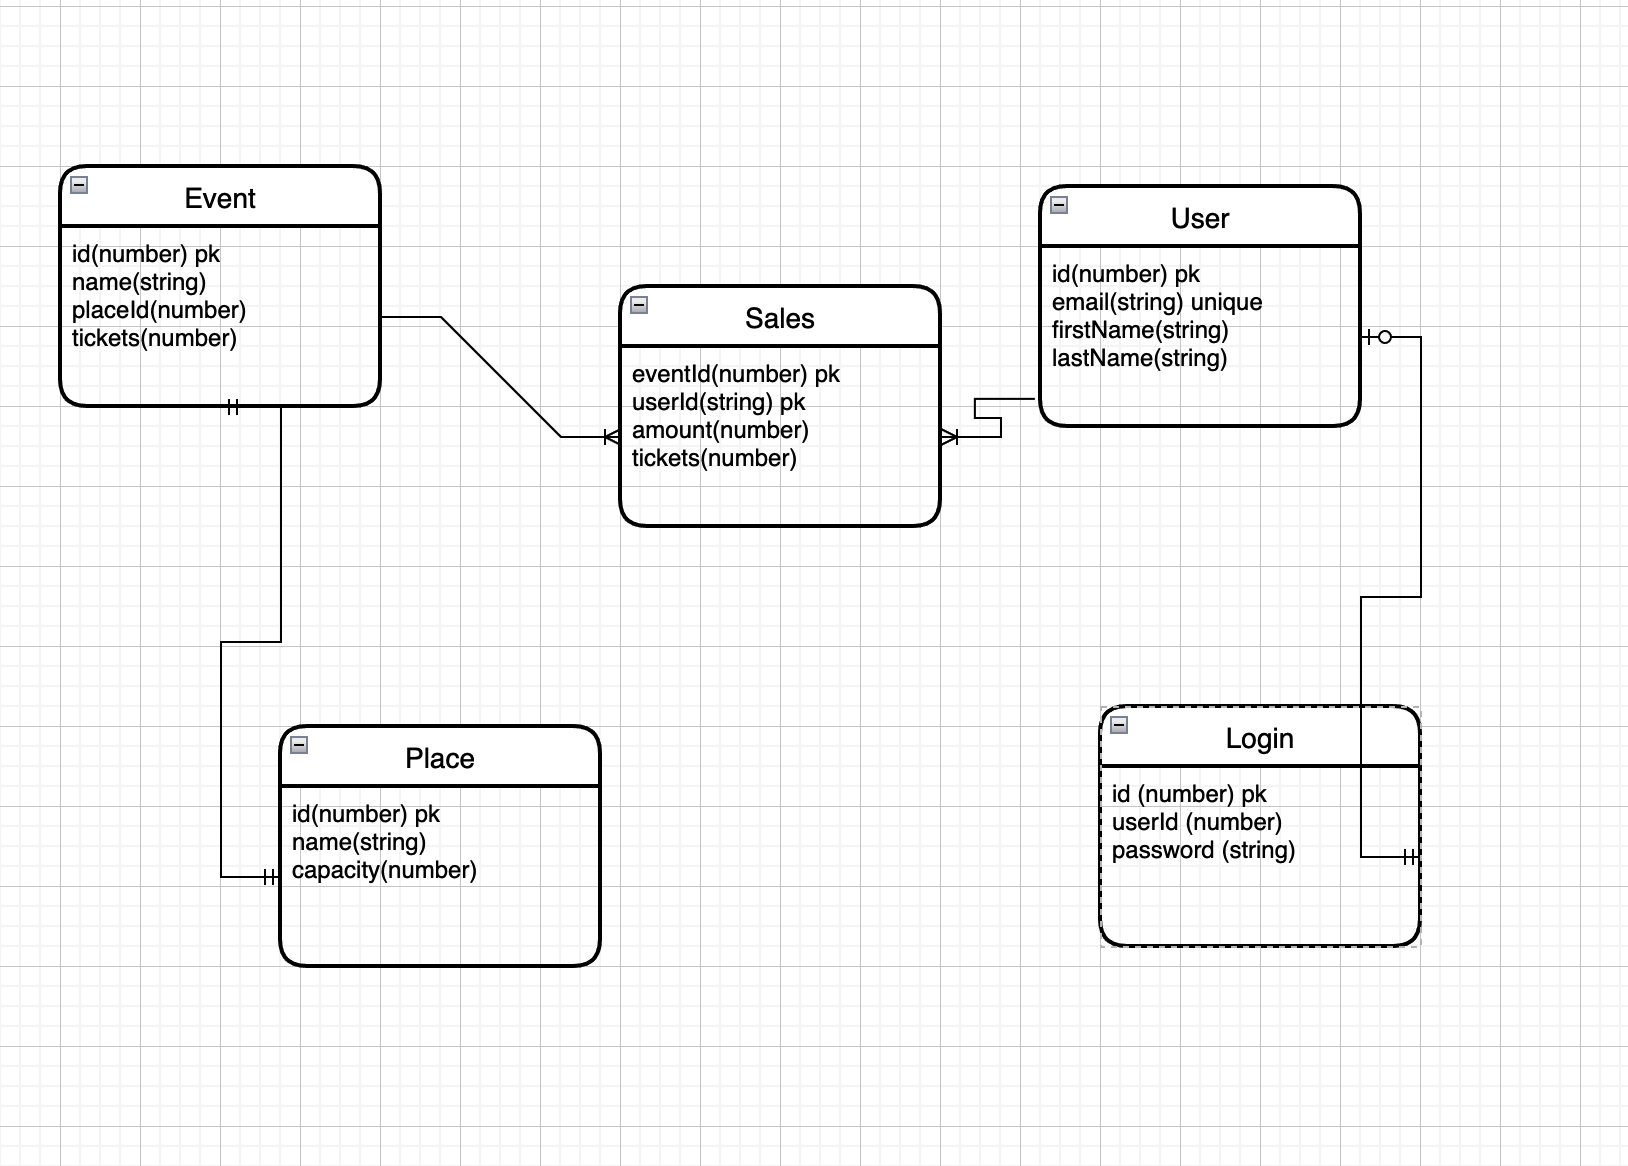 Event
id(number) pk
name(string)
placeId(number)
tickets(number)
Sales
eventId(number) pk
userId(string) pk
amount(number)
tickets(number)
User
id(number) pk
email(string) unique
firstName(string)
lastName(string)
Place
id(number) pk
name(string)
capacity(number)
Login
id (number) pk
userId (number)
password (string)